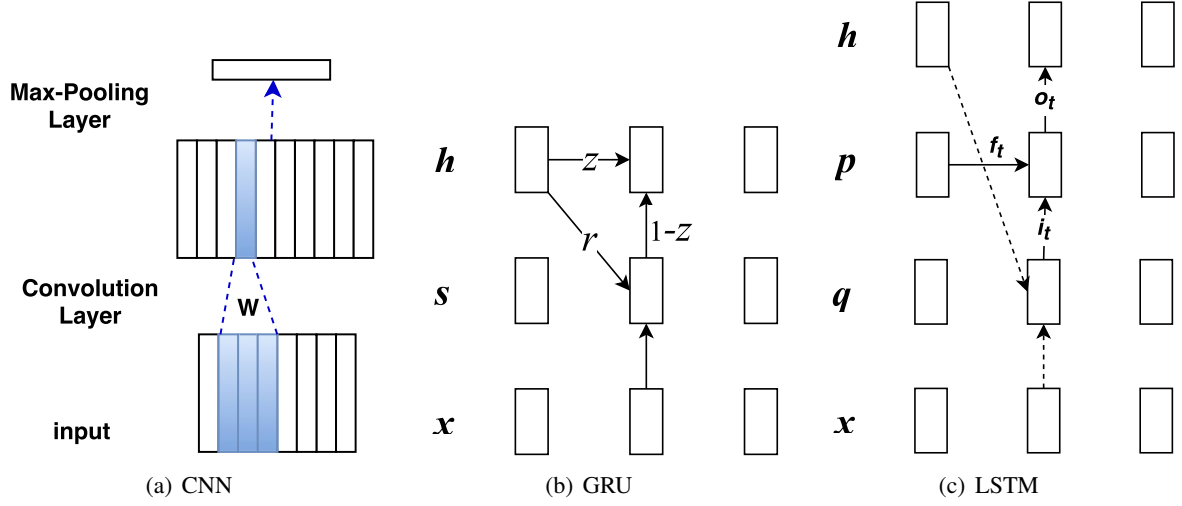 Max-Pooling
Layer
Convolution
Layer
W
input
(a) CNN
h
z
r
1-z
s
x
(b) GRU
h
o_t
p
f_t
i_t
q
x
(c) LSTM